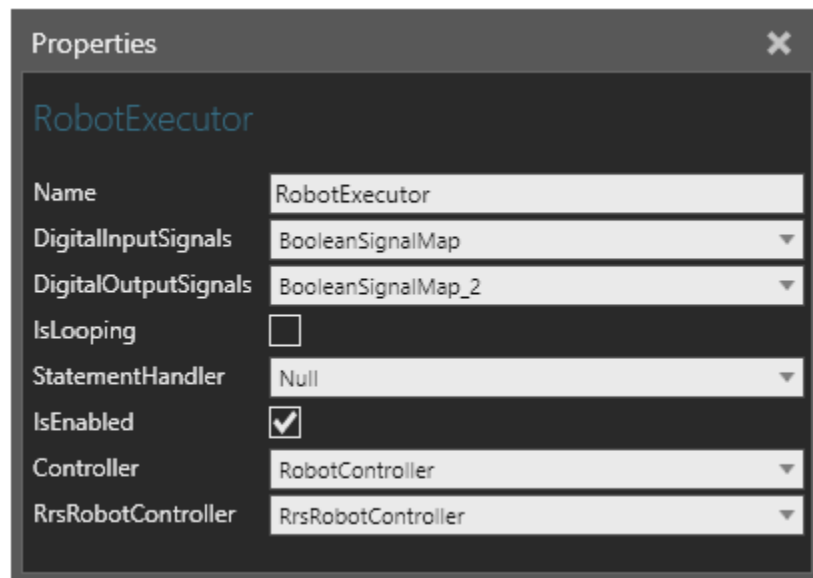 Properties
RobotExecutor
Name RobotExecutor
DigitalInputSignals BooleanSignalMap
DigitalOutputSignals BooleanSignalMap_2
IsLooping
StatementHandler Null
IsEnabled
Controller RobotController
RrsRobotController RrsRobotController